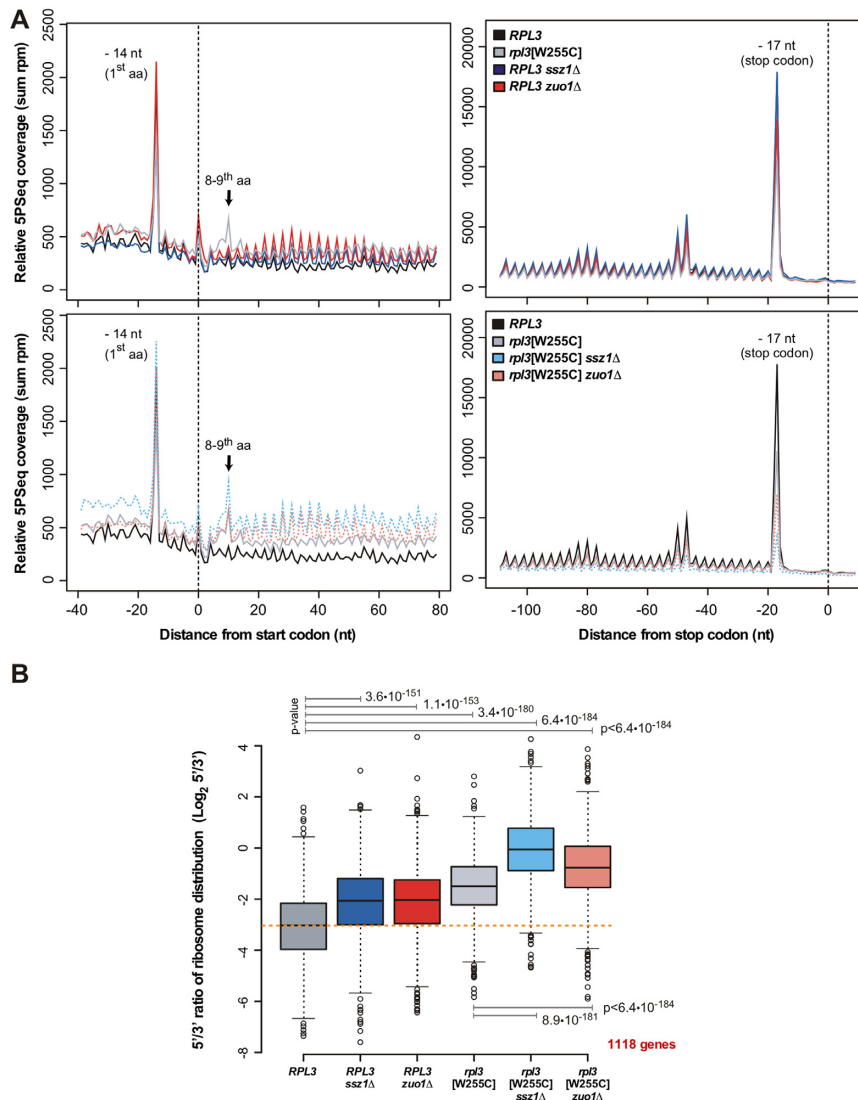 A
Relative 5PSeq coverage (sum rpm)
2500
2000
1500
1000
500
0
- 14 nt
(1st aa)
8-9th aa
20000
15000
10000
5000
0
RPL3
rpl3[W255C]
RPL3 ssz1Δ
RPL3 zuo1Δ
- 17 nt
(stop codon)
Relative 5PSeq coverage (sum rpm)
2500
2000
1500
1000
500
0
- 14 nt
(1st aa)
8-9th aa
-40 -20 0 20 40 60 80
Distance from start codon (nt)
20000
15000
10000
5000
0
RPL3
rpl3[W255C]
rpl3[W255C] ssz1Δ
rpl3[W255C] zuo1Δ
- 17 nt
(stop codon)
-100 -80 -60 -40 -20 0
Distance from stop codon (nt)
B
p-value
3.6•10-151
1.1•10-153
3.4•10-180
6.4•10-184
p<6.4•10-184
5'/3' ratio of ribosome distribution (Log2 5'/3')
4
2
0
-2
-4
-6
-8
p<6.4•10-184
8.9•10-181
1118 genes
RPL3
RPL3
ssz1Δ
RPL3
zuo1Δ
rpl3
[W255C]
rpl3
[W255C]
ssz1Δ
rpl3
[W255C]
zuo1Δ